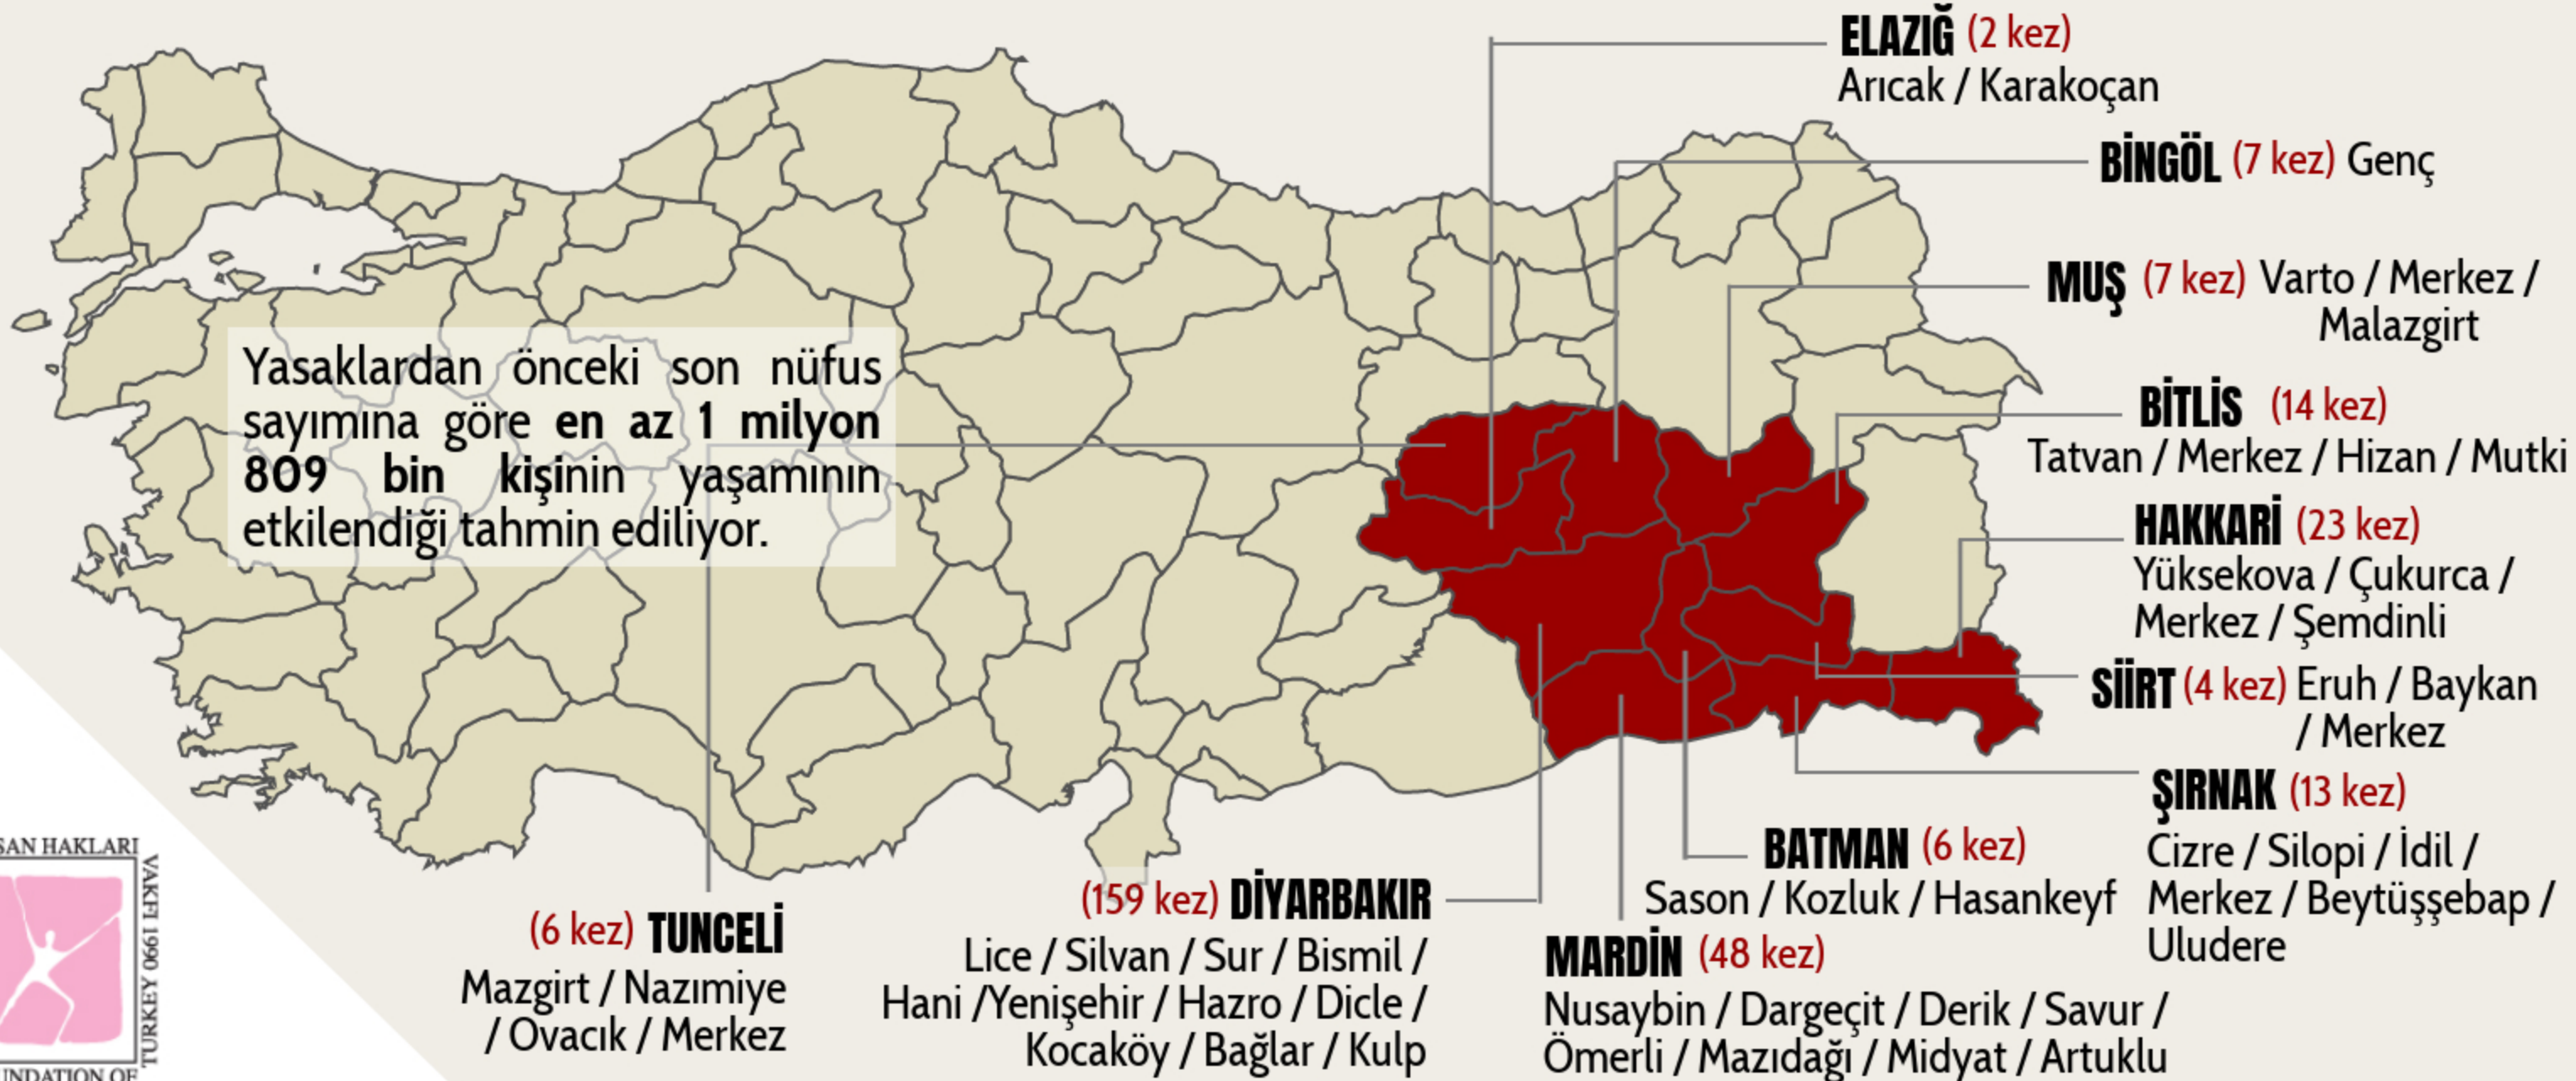 ELAZIĞ (2 kez)
Arıcak / Karakoçan
BİNGÖL (7 kez) Genç
MUŞ (7 kez) Varto / Merkez /
Malazgirt
BİTLİS (14 kez)
Tatvan / Merkez / Hizan / Mutki
HAKKARİ (23 kez)
Yüksekova / Çukurca /
Merkez / Şemdinli
SİİRT (4 kez) Eruh / Baykan
/ Merkez
ŞIRNAK (13 kez)
Cizre / Silopi / İdil /
Merkez / Beytüşşebap /
Uludere
Yasaklardan önceki son nüfus
sayımına göre en az 1 milyon
809 bin kişinin yaşamının
etkilendiği tahmin ediliyor.
BATMAN (6 kez)
Sason / Kozluk / Hasankeyf
MARDİN (48 kez)
Nusaybin / Dargeçit / Derik / Savur /
Ömerli / Mazıdağı / Midyat / Artuklu
(159 kez) DİYARBAKIR
Lice / Silvan / Sur / Bismil /
Hani /Yenişehir / Hazro / Dicle /
Kocaköy / Bağlar / Kulp
(6 kez) TUNCELİ
Mazgirt / Nazımiye
/ Ovacık / Merkez
SAN HAKLARI
VAKFI 1990 TURKEY
UNDATION OF